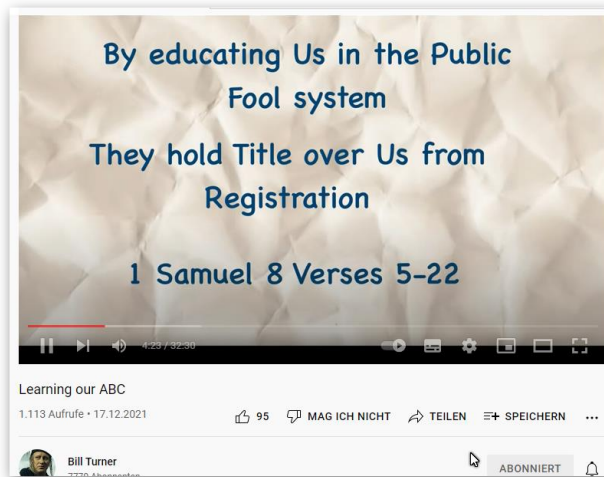 By educating Us in the Public
Fool system
They hold Title over Us from
Registration
1 Samuel 8 Verses 5-22
4:23 / 32:30
Learning our ABC
1.113 Aufrufe • 17.12.2021
95
MAG ICH NICHT
TEILEN
SPEICHERN
Bill Turner
ABONNIERT